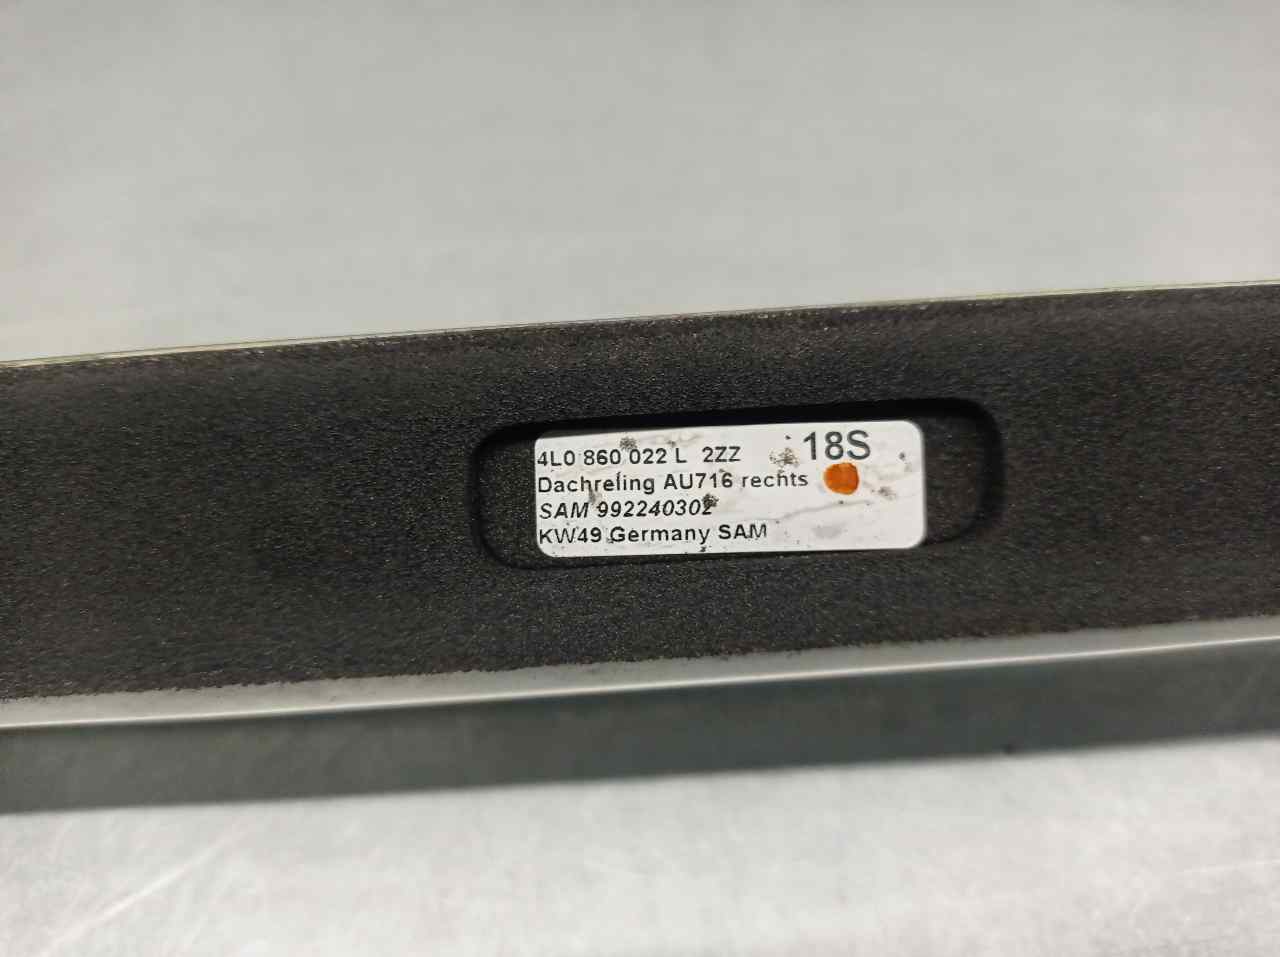 4L0 860 022 L 2ZZ 18S
Dachreling AU716 rechts
SAM 992240302
KW49 Germany SAM